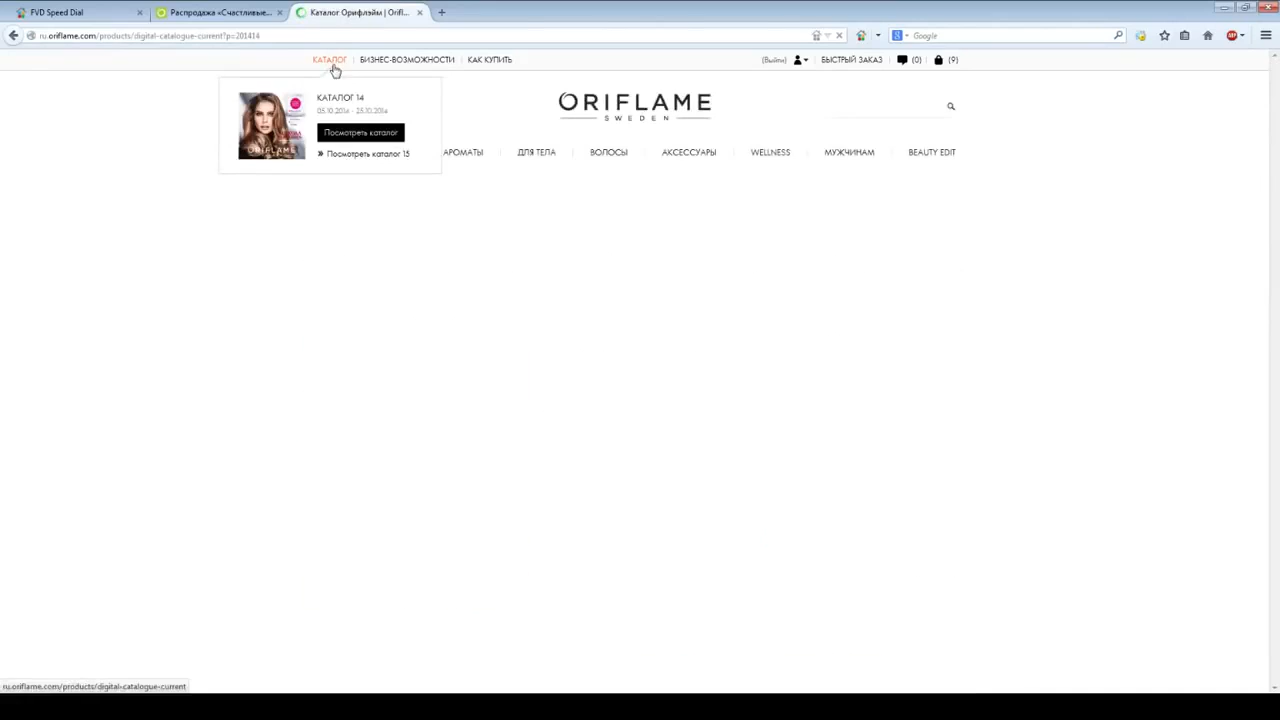 FVD Speed Dial
Распродажа «Счастливые...
Каталог Орифлэйм | Orifl...
ru.oriflame.com/products/digital-catalogue-current?p=201414
Google
КАТАЛОГ
БИЗНЕС-ВОЗМОЖНОСТИ
КАК КУПИТЬ
(Выйти)
БЫСТРЫЙ ЗАКАЗ
(0)
(9)
КАТАЛОГ 14
05.10.2014 - 25.10.2014
Посмотреть каталог
» Посмотреть каталог 15
ORIFLAME
SWEDEN
АРОМАТЫ
ДЛЯ ТЕЛА
ВОЛОСЫ
АКСЕССУАРЫ
WELLNESS
МУЖЧИНАМ
BEAUTY EDIT
ORIFLAME
ru.oriflame.com/products/digital-catalogue-current